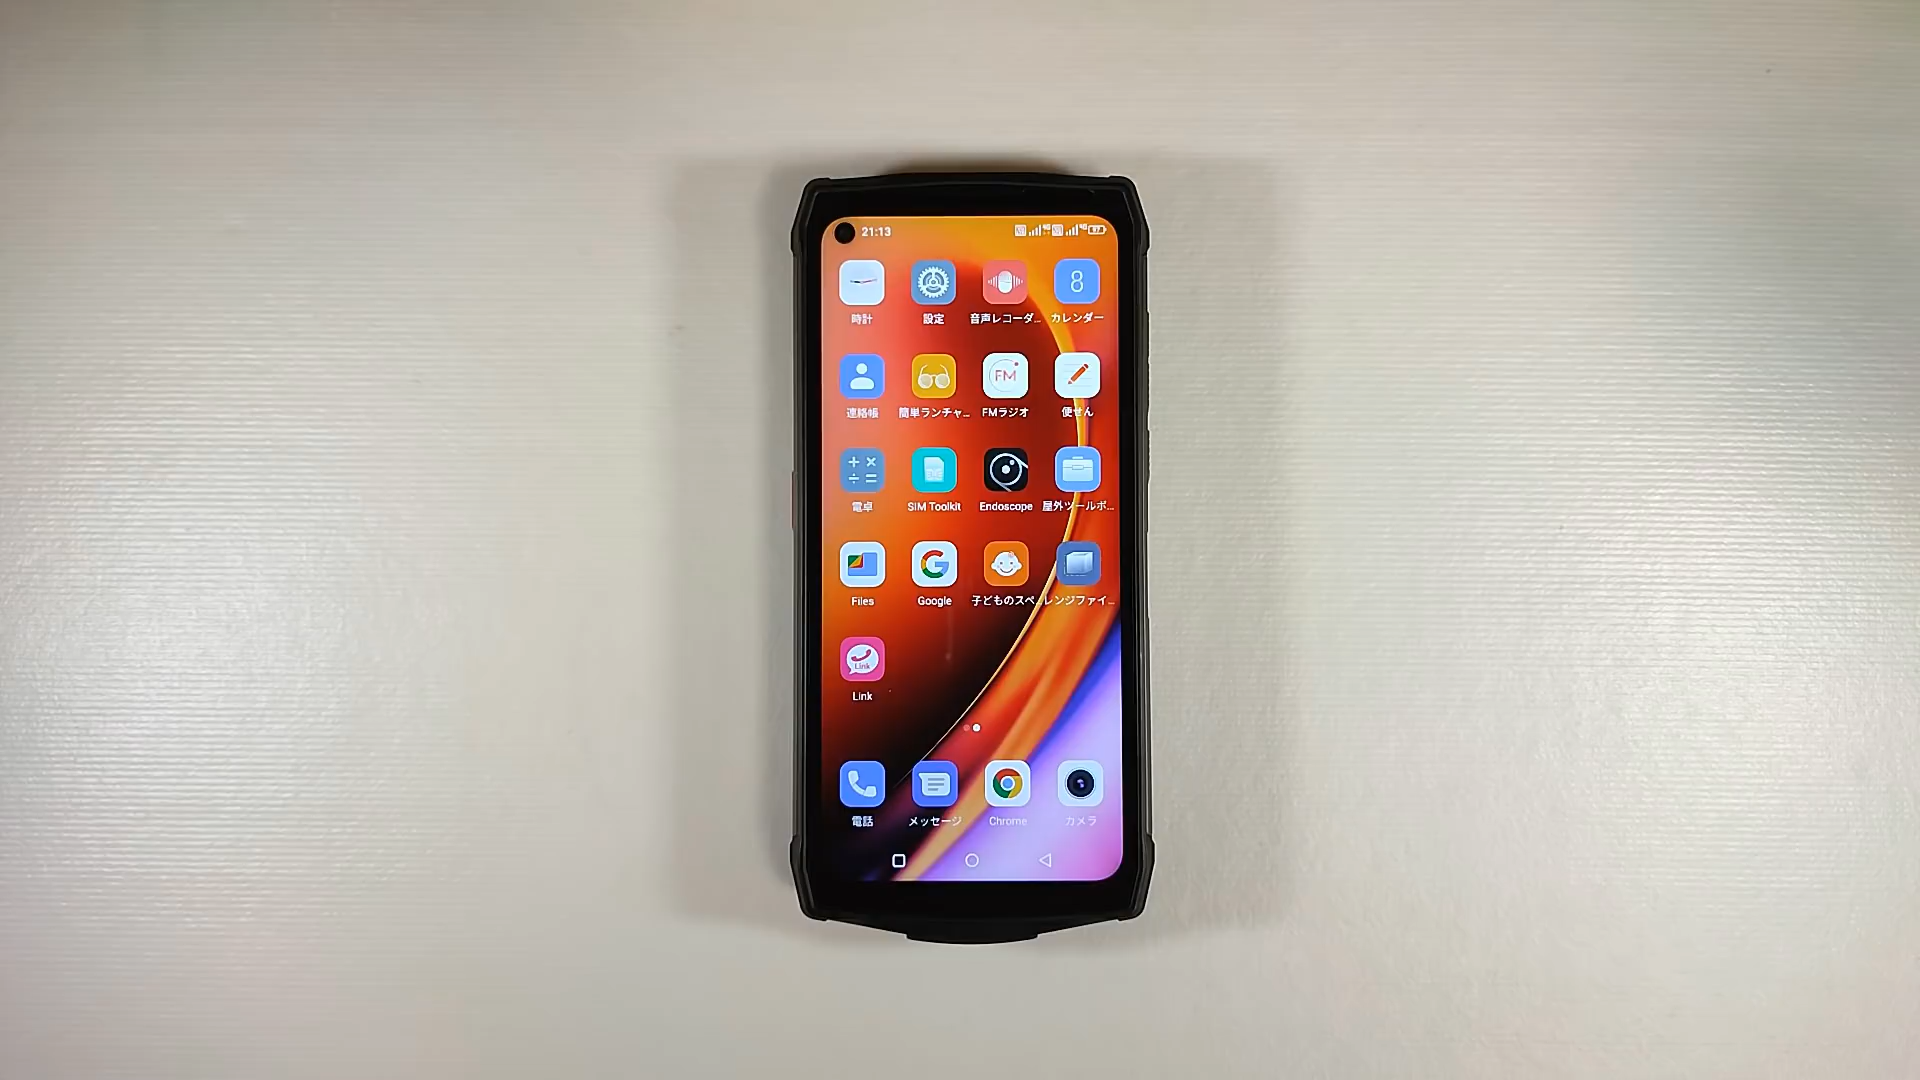 21:13
8
時計 設定 音声レコーダ... カレンダー
FM
連絡帳 簡単ランチャ... FMラジオ 便せん
電卓 SIM Toolkit Endoscope 屋外ツールボ...
Files Google 子どものスペ... レンジファイ...
Link
Link
電話 メッセージ Chrome カメラ